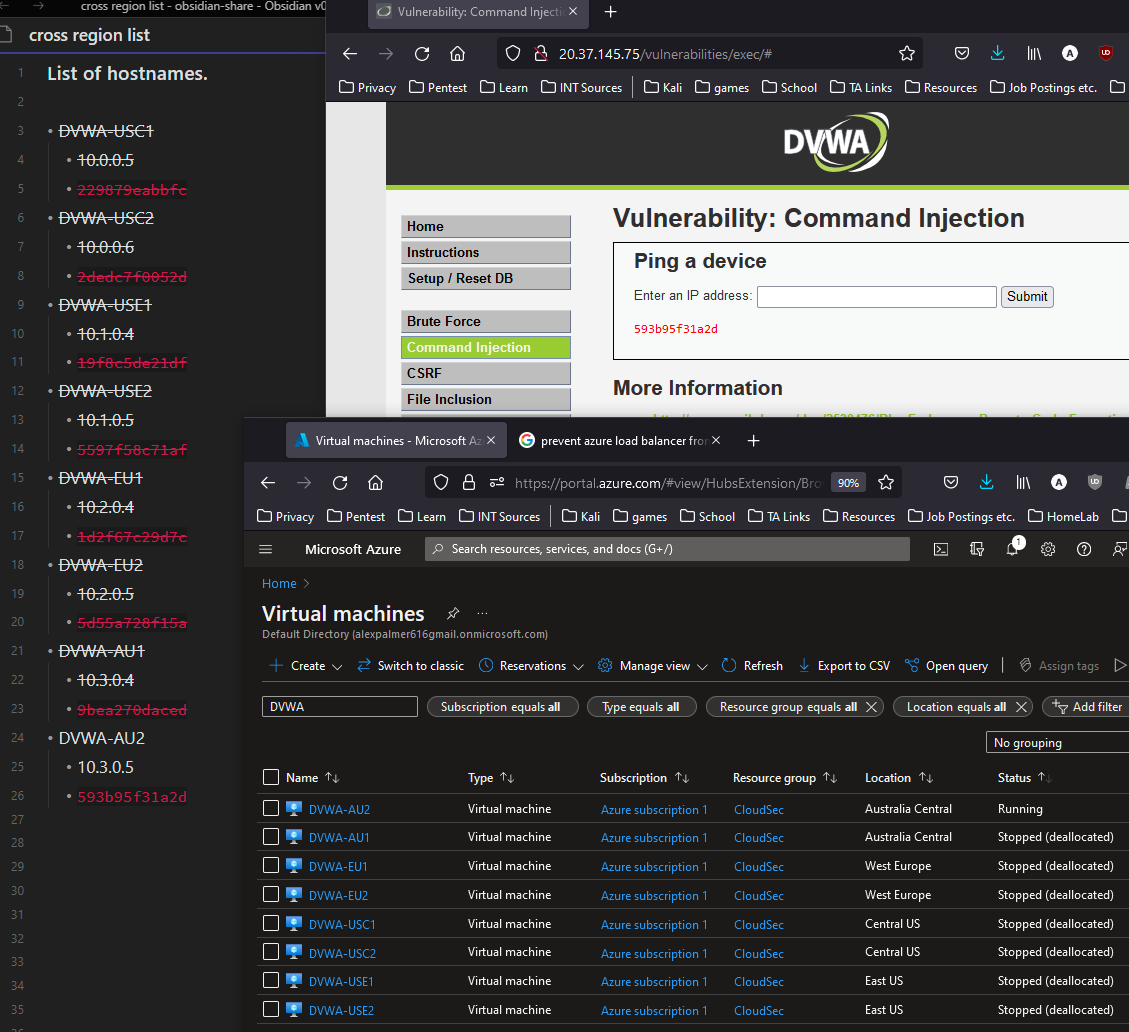 cross region list - obsidian-share - Obsidian v0
cross region list
1 List of hostnames.
2
3 • DVWA-USC1
4 • 10.0.0.5
5 • 229879eabbfc
6 • DVWA-USC2
7 • 10.0.0.6
8 • 2dedc7f0052d
9 • DVWA-USE1
10 • 10.1.0.4
11 • 19f8c5de21df
12 • DVWA-USE2
13 • 10.1.0.5
14 • 5597f58c71af
15 • DVWA-EU1
16 • 10.2.0.4
17 • 1d2f67c29d7c
18 • DVWA-EU2
19 • 10.2.0.5
20 • 5d55a728f15a
21 • DVWA-AU1
22 • 10.3.0.4
23 • 9bea270daced
24 • DVWA-AU2
25 • 10.3.0.5
26 • 593b95f31a2d
27
28
29
30
31
32
33
34
35
Vulnerability: Command Injecti
20.37.145.75/vulnerabilities/exec/#
A
Privacy Pentest Learn INT Sources Kali games School TA Links Resources Job Postings etc.
DVWA
Home
Instructions
Setup / Reset DB
Brute Force
Command Injection
CSRF
File Inclusion
Vulnerability: Command Injection
Ping a device
Enter an IP address: Submit
593b95f31a2d
More Information
Virtual machines - Microsoft Az
prevent azure load balancer fror
https://portal.azure.com/#view/HubsExtension/Bro 90%
A
Privacy Pentest Learn INT Sources Kali games School TA Links Resources Job Postings etc. HomeLab
Microsoft Azure
Search resources, services, and docs (G+/)
1
Home >
Virtual machines ...
Default Directory (alexpalmer616gmail.onmicrosoft.com)
Create Switch to classic Reservations Manage view Refresh Export to CSV Open query Assign tags
DVWA Subscription equals all Type equals all Resource group equals all Location equals all Add filter
No grouping
Name Type Subscription Resource group Location Status
DVWA-AU2 Virtual machine Azure subscription 1 CloudSec Australia Central Running
DVWA-AU1 Virtual machine Azure subscription 1 CloudSec Australia Central Stopped (deallocated)
DVWA-EU1 Virtual machine Azure subscription 1 CloudSec West Europe Stopped (deallocated)
DVWA-EU2 Virtual machine Azure subscription 1 CloudSec West Europe Stopped (deallocated)
DVWA-USC1 Virtual machine Azure subscription 1 CloudSec Central US Stopped (deallocated)
DVWA-USC2 Virtual machine Azure subscription 1 CloudSec Central US Stopped (deallocated)
DVWA-USE1 Virtual machine Azure subscription 1 CloudSec East US Stopped (deallocated)
DVWA-USE2 Virtual machine Azure subscription 1 CloudSec East US Stopped (deallocated)